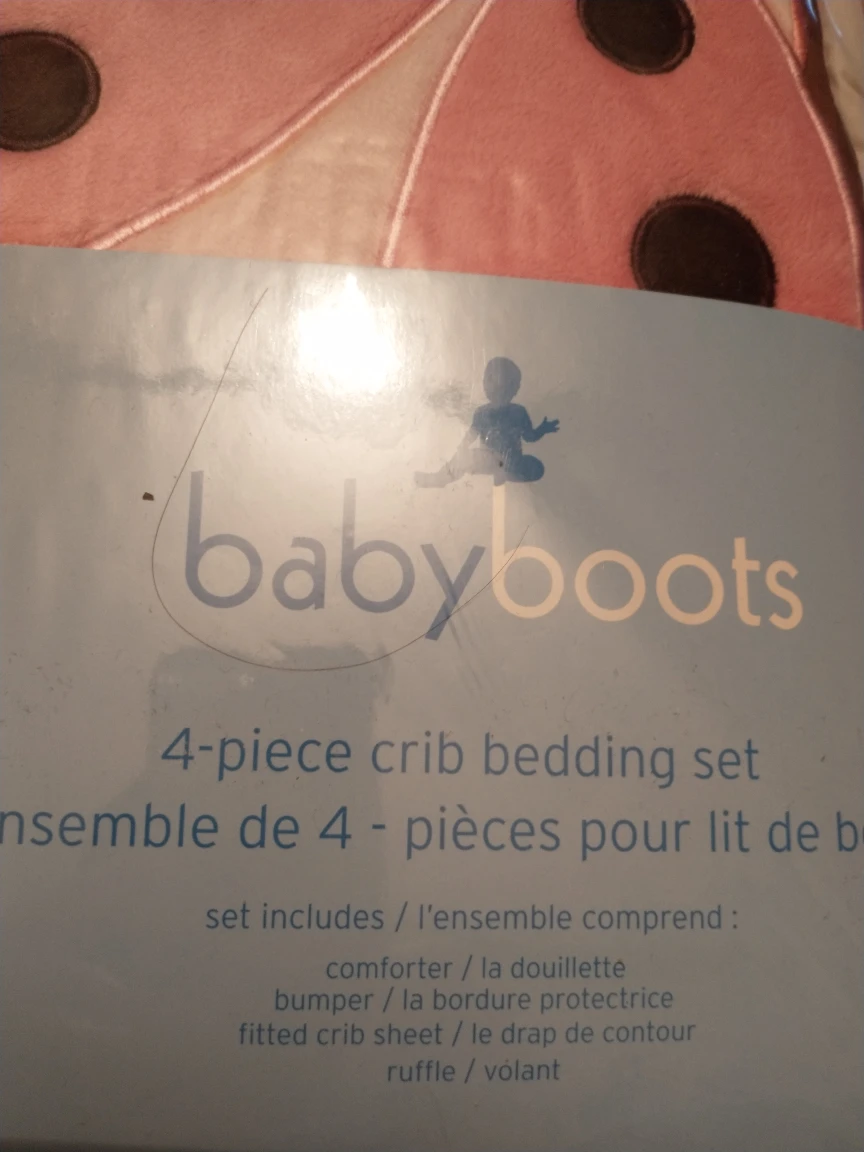 babyboots
4-piece crib bedding set
nsemble de 4 - pièces pour lit de b
set includes / l'ensemble comprend :
comforter / la douillette
bumper / la bordure protectrice
fitted crib sheet / le drap de contour
ruffle / volant